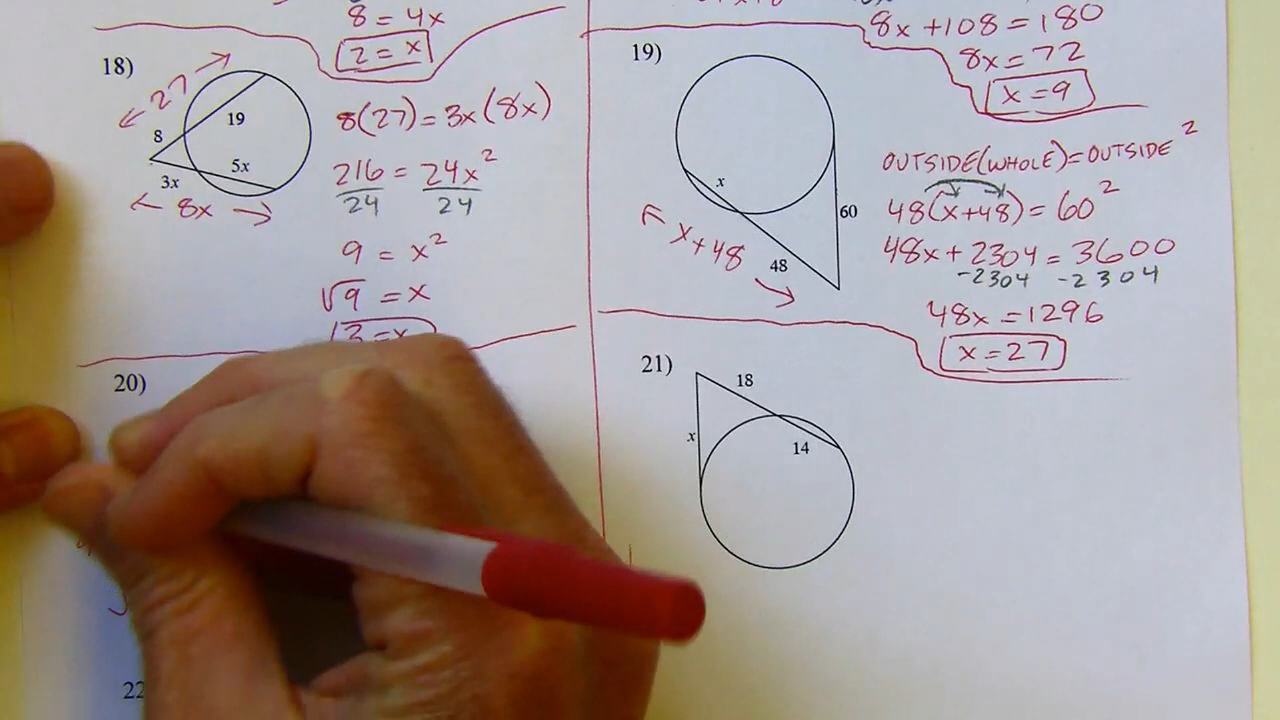 8 = 4x
2 = x
8x + 108 = 180
8x = 72
x = 9
18)
27
19
8
5x
3x
8x
8(27) = 3x(8x)
216 = 24x²
24 24
9 = x²
√9 = x
3 = x
19)
x
60
x+48
48
OUTSIDE(WHOLE) = OUTSIDE²
48(x+48) = 60²
48x + 2304 = 3600
-2304 -2304
48x = 1296
x = 27
20)
21)
18
x
14
22